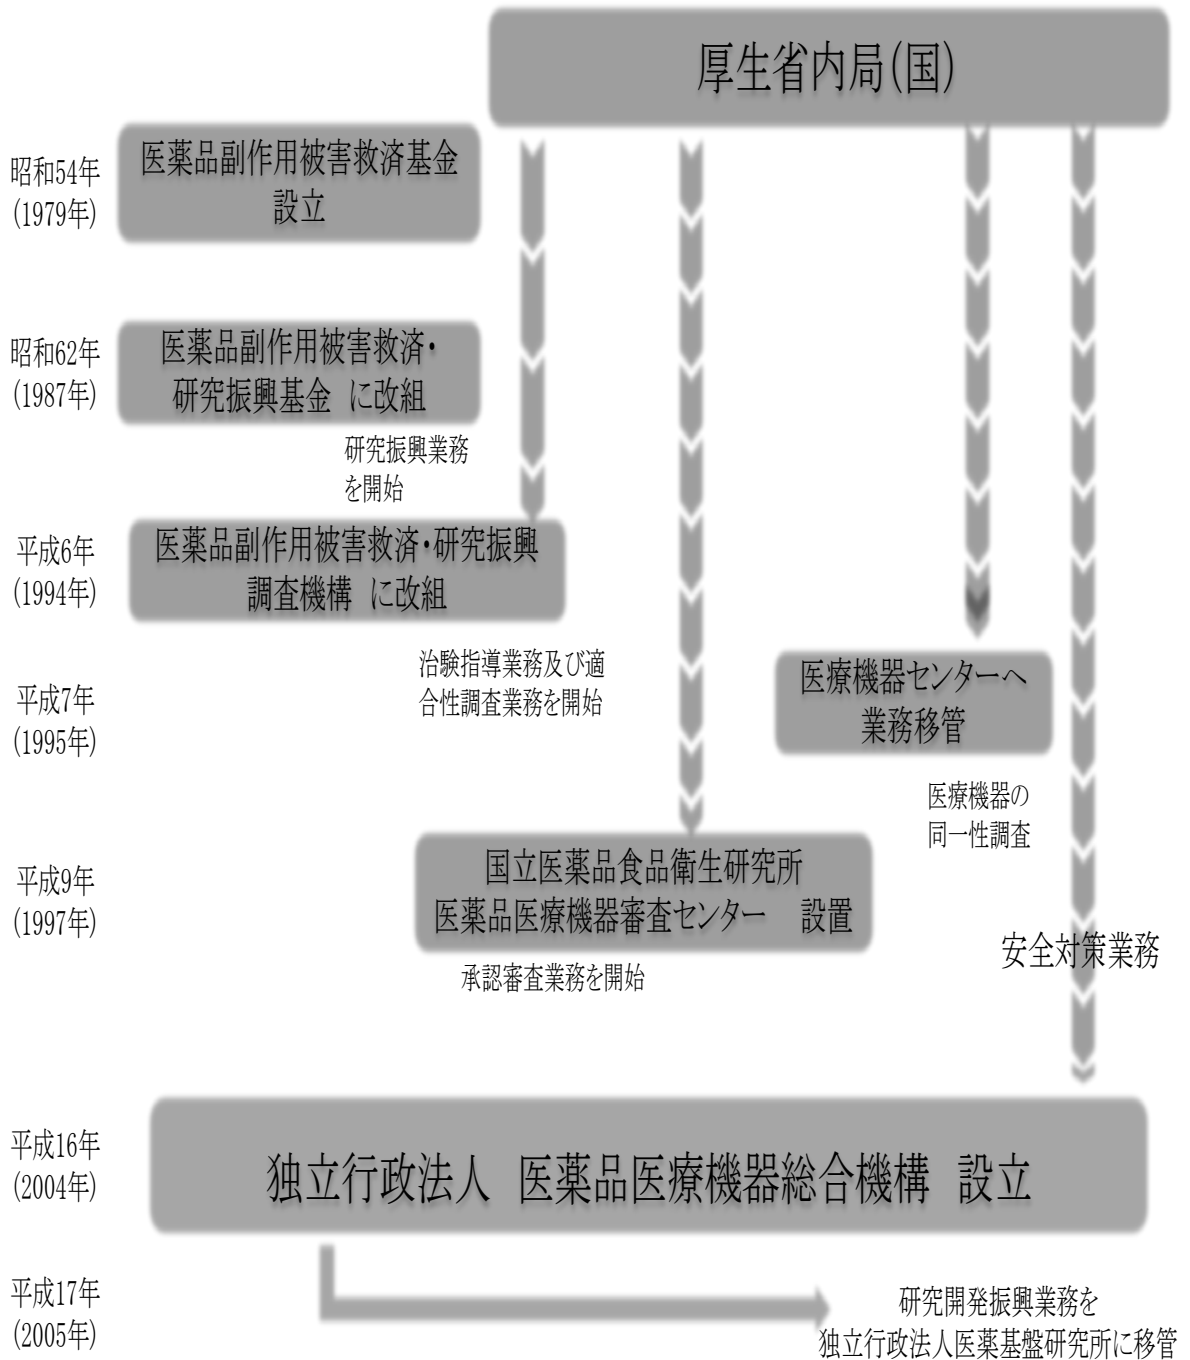 厚生省内局(国)
昭和54年
(1979年)
医薬品副作用被害救済基金
設立
昭和62年
(1987年)
医薬品副作用被害救済・
研究振興基金 に改組
研究振興業務
を開始
平成6年
(1994年)
医薬品副作用被害救済・研究振興
調査機構 に改組
治験指導業務及び適
合性調査業務を開始
平成7年
(1995年)
医療機器センターへ
業務移管
医療機器の
同一性調査
平成9年
(1997年)
国立医薬品食品衛生研究所
医薬品医療機器審査センター 設置
承認審査業務を開始
安全対策業務
平成16年
(2004年)
独立行政法人 医薬品医療機器総合機構 設立
平成17年
(2005年)
研究開発振興業務を
独立行政法人医薬基盤研究所に移管